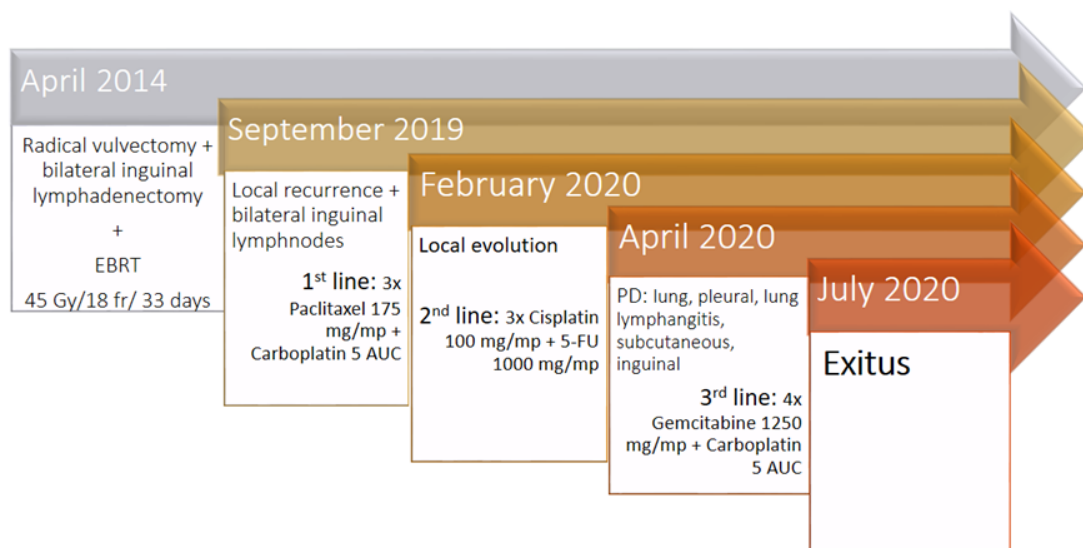 April 2014
Radical vulvectomy +
bilateral inguinal
lymphadenectomy
+
EBRT
45 Gy/18 fr/ 33 days
September 2019
Local recurrence +
bilateral inguinal
lymphnodes
1st line: 3x
Paclitaxel 175
mg/mp +
Carboplatin 5 AUC
February 2020
Local evolution
2nd line: 3x Cisplatin
100 mg/mp + 5-FU
1000 mg/mp
April 2020
PD: lung, pleural, lung
lymphangitis,
subcutaneous,
inguinal
3rd line: 4x
Gemcitabine 1250
mg/mp + Carboplatin
5 AUC
July 2020
Exitus